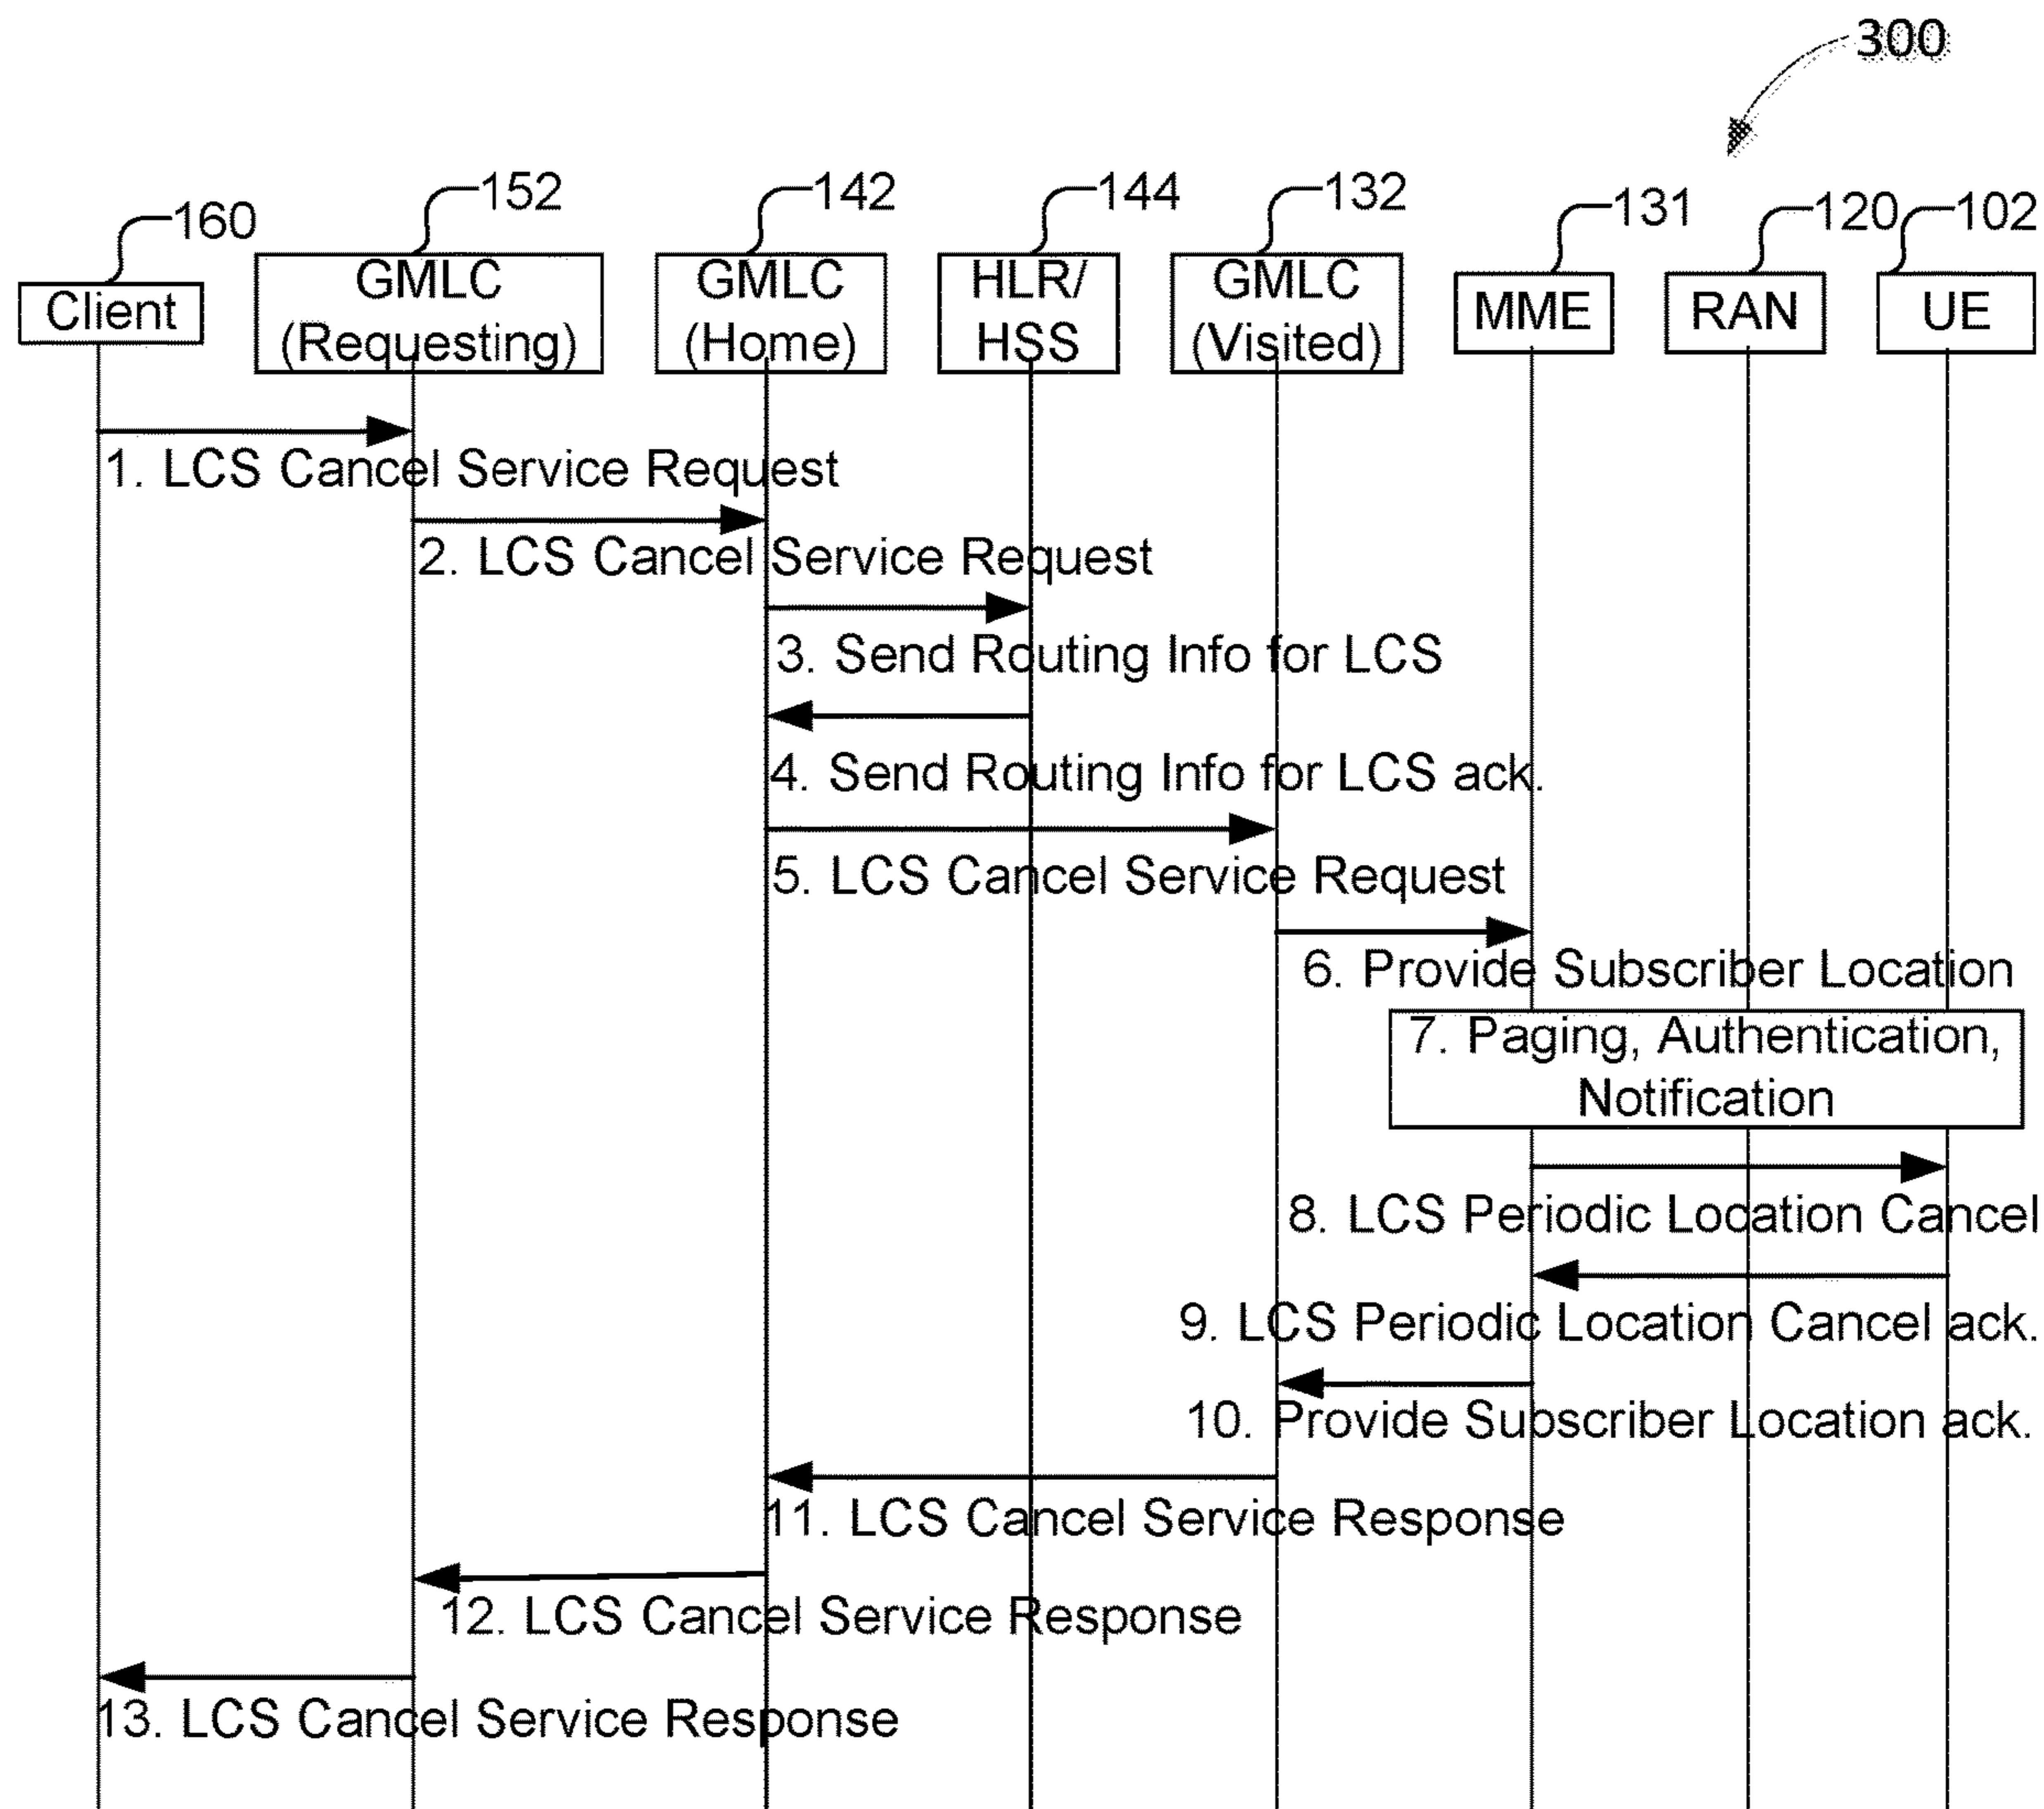 300
160
152
142
144
132
131
120
102
Client
GMLC
(Requesting)
GMLC
(Home)
HLR/
HSS
GMLC
(Visited)
MME
RAN
UE
1. LCS Cancel Service Request
2. LCS Cancel Service Request
3. Send Routing Info for LCS
4. Send Routing Info for LCS ack.
5. LCS Cancel Service Request
6. Provide Subscriber Location
7. Paging, Authentication,
Notification
8. LCS Periodic Location Cancel
9. LCS Periodic Location Cancel ack.
10. Provide Subscriber Location ack.
11. LCS Cancel Service Response
12. LCS Cancel Service Response
13. LCS Cancel Service Response